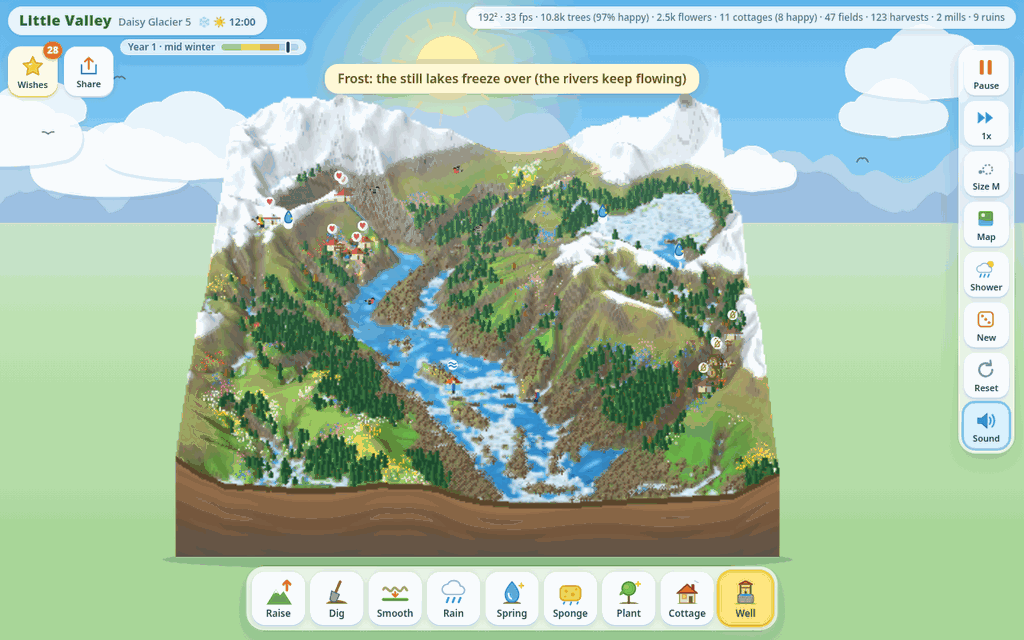 Little Valley Daisy Glacier 5 ❄️ ☀️ 12:00
192² · 33 fps · 10.8k trees (97% happy) · 2.5k flowers · 11 cottages (8 happy) · 47 fields · 123 harvests · 2 mills · 9 ruins
Year 1 · mid winter
28
Wishes
Share
Frost: the still lakes freeze over (the rivers keep flowing)
Pause
1x
Size M
Map
Shower
New
Reset
Sound
Raise
Dig
Smooth
Rain
Spring
Sponge
Plant
Cottage
Well